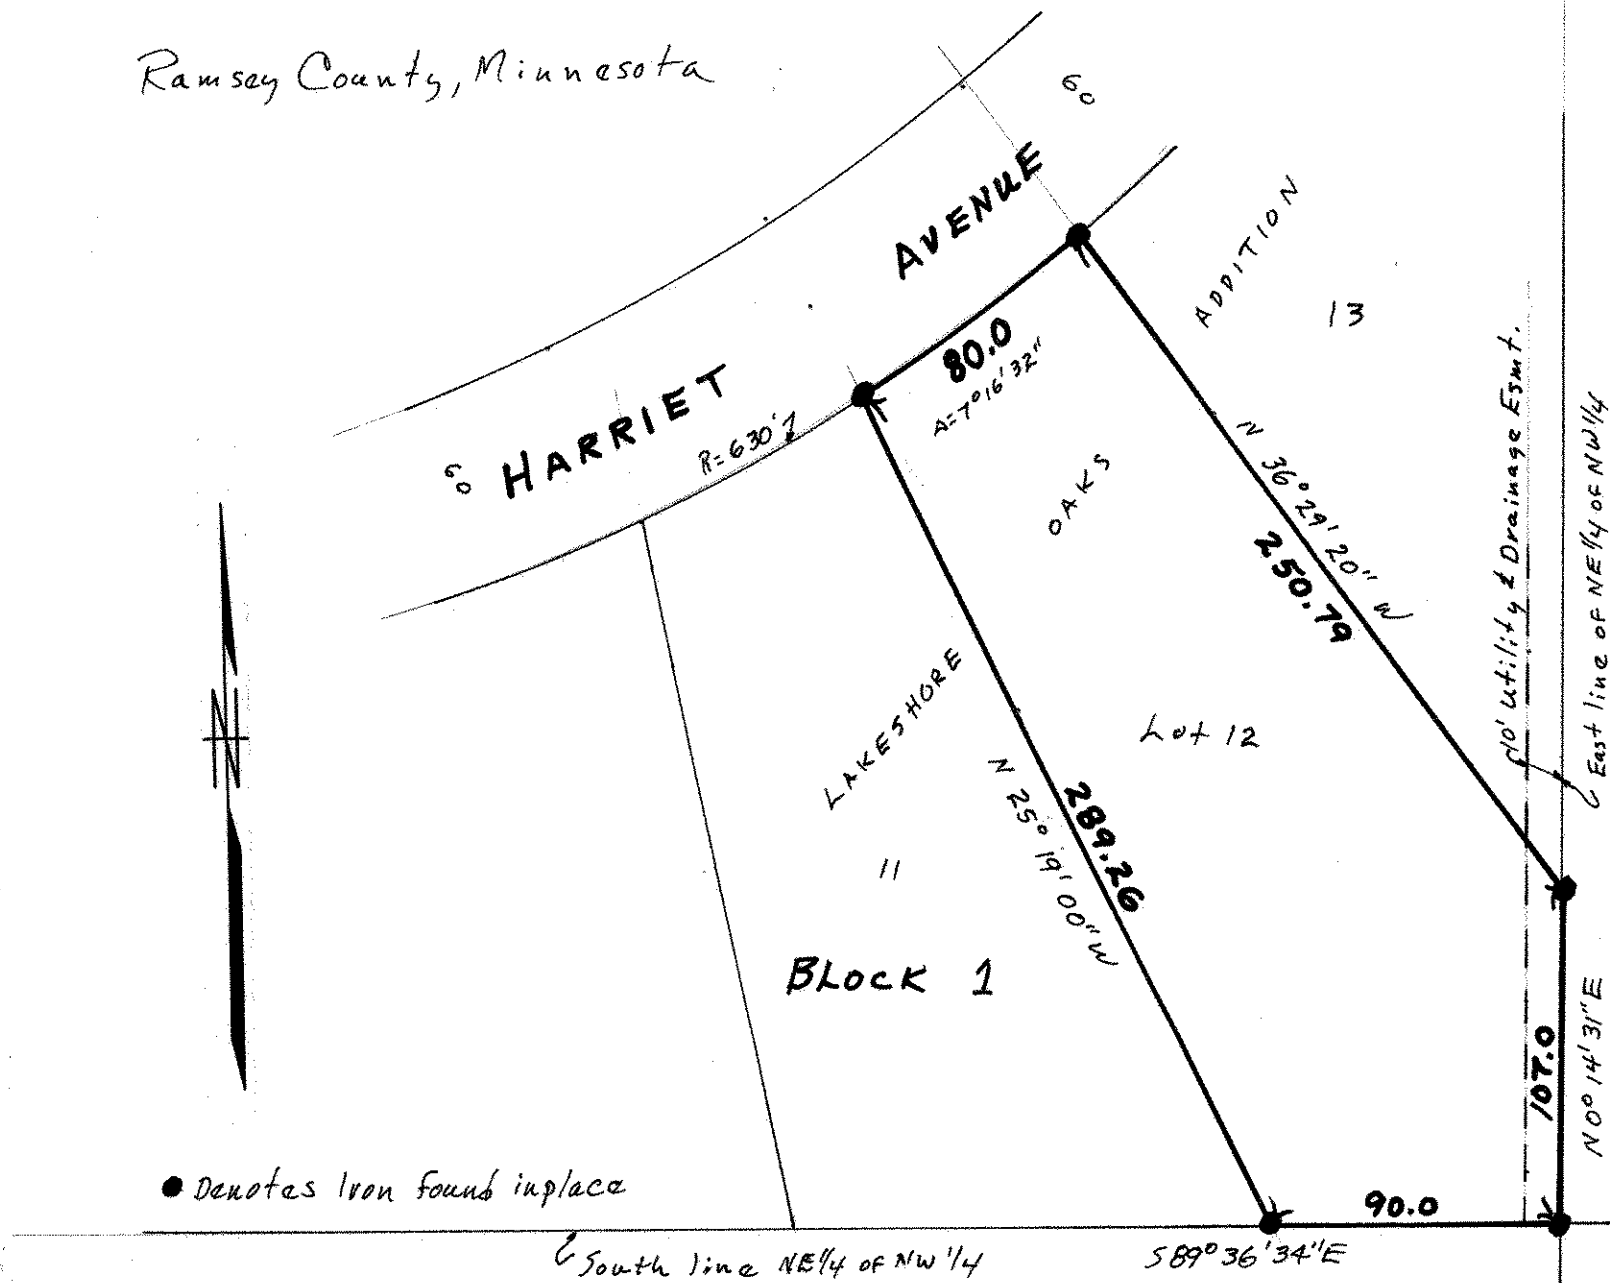 Ramsey County, Minnesota
60
HARRIET AVENUE
60
R=630'
80.0
A=7°16'32"
LAKESHORE OAKS ADDITION
13
N 36°29'20" W
250.79
10' Utility & Drainage Esmt.
East line OF NE1/4 OF NW1/4
Lot 12
N 25° 19' 00" W
289.26
11
BLOCK 1
N
107.0
N0°14'31"E
Denotes Iron found inplace
90.0
S89°36'34"E
South line NE1/4 OF NW1/4